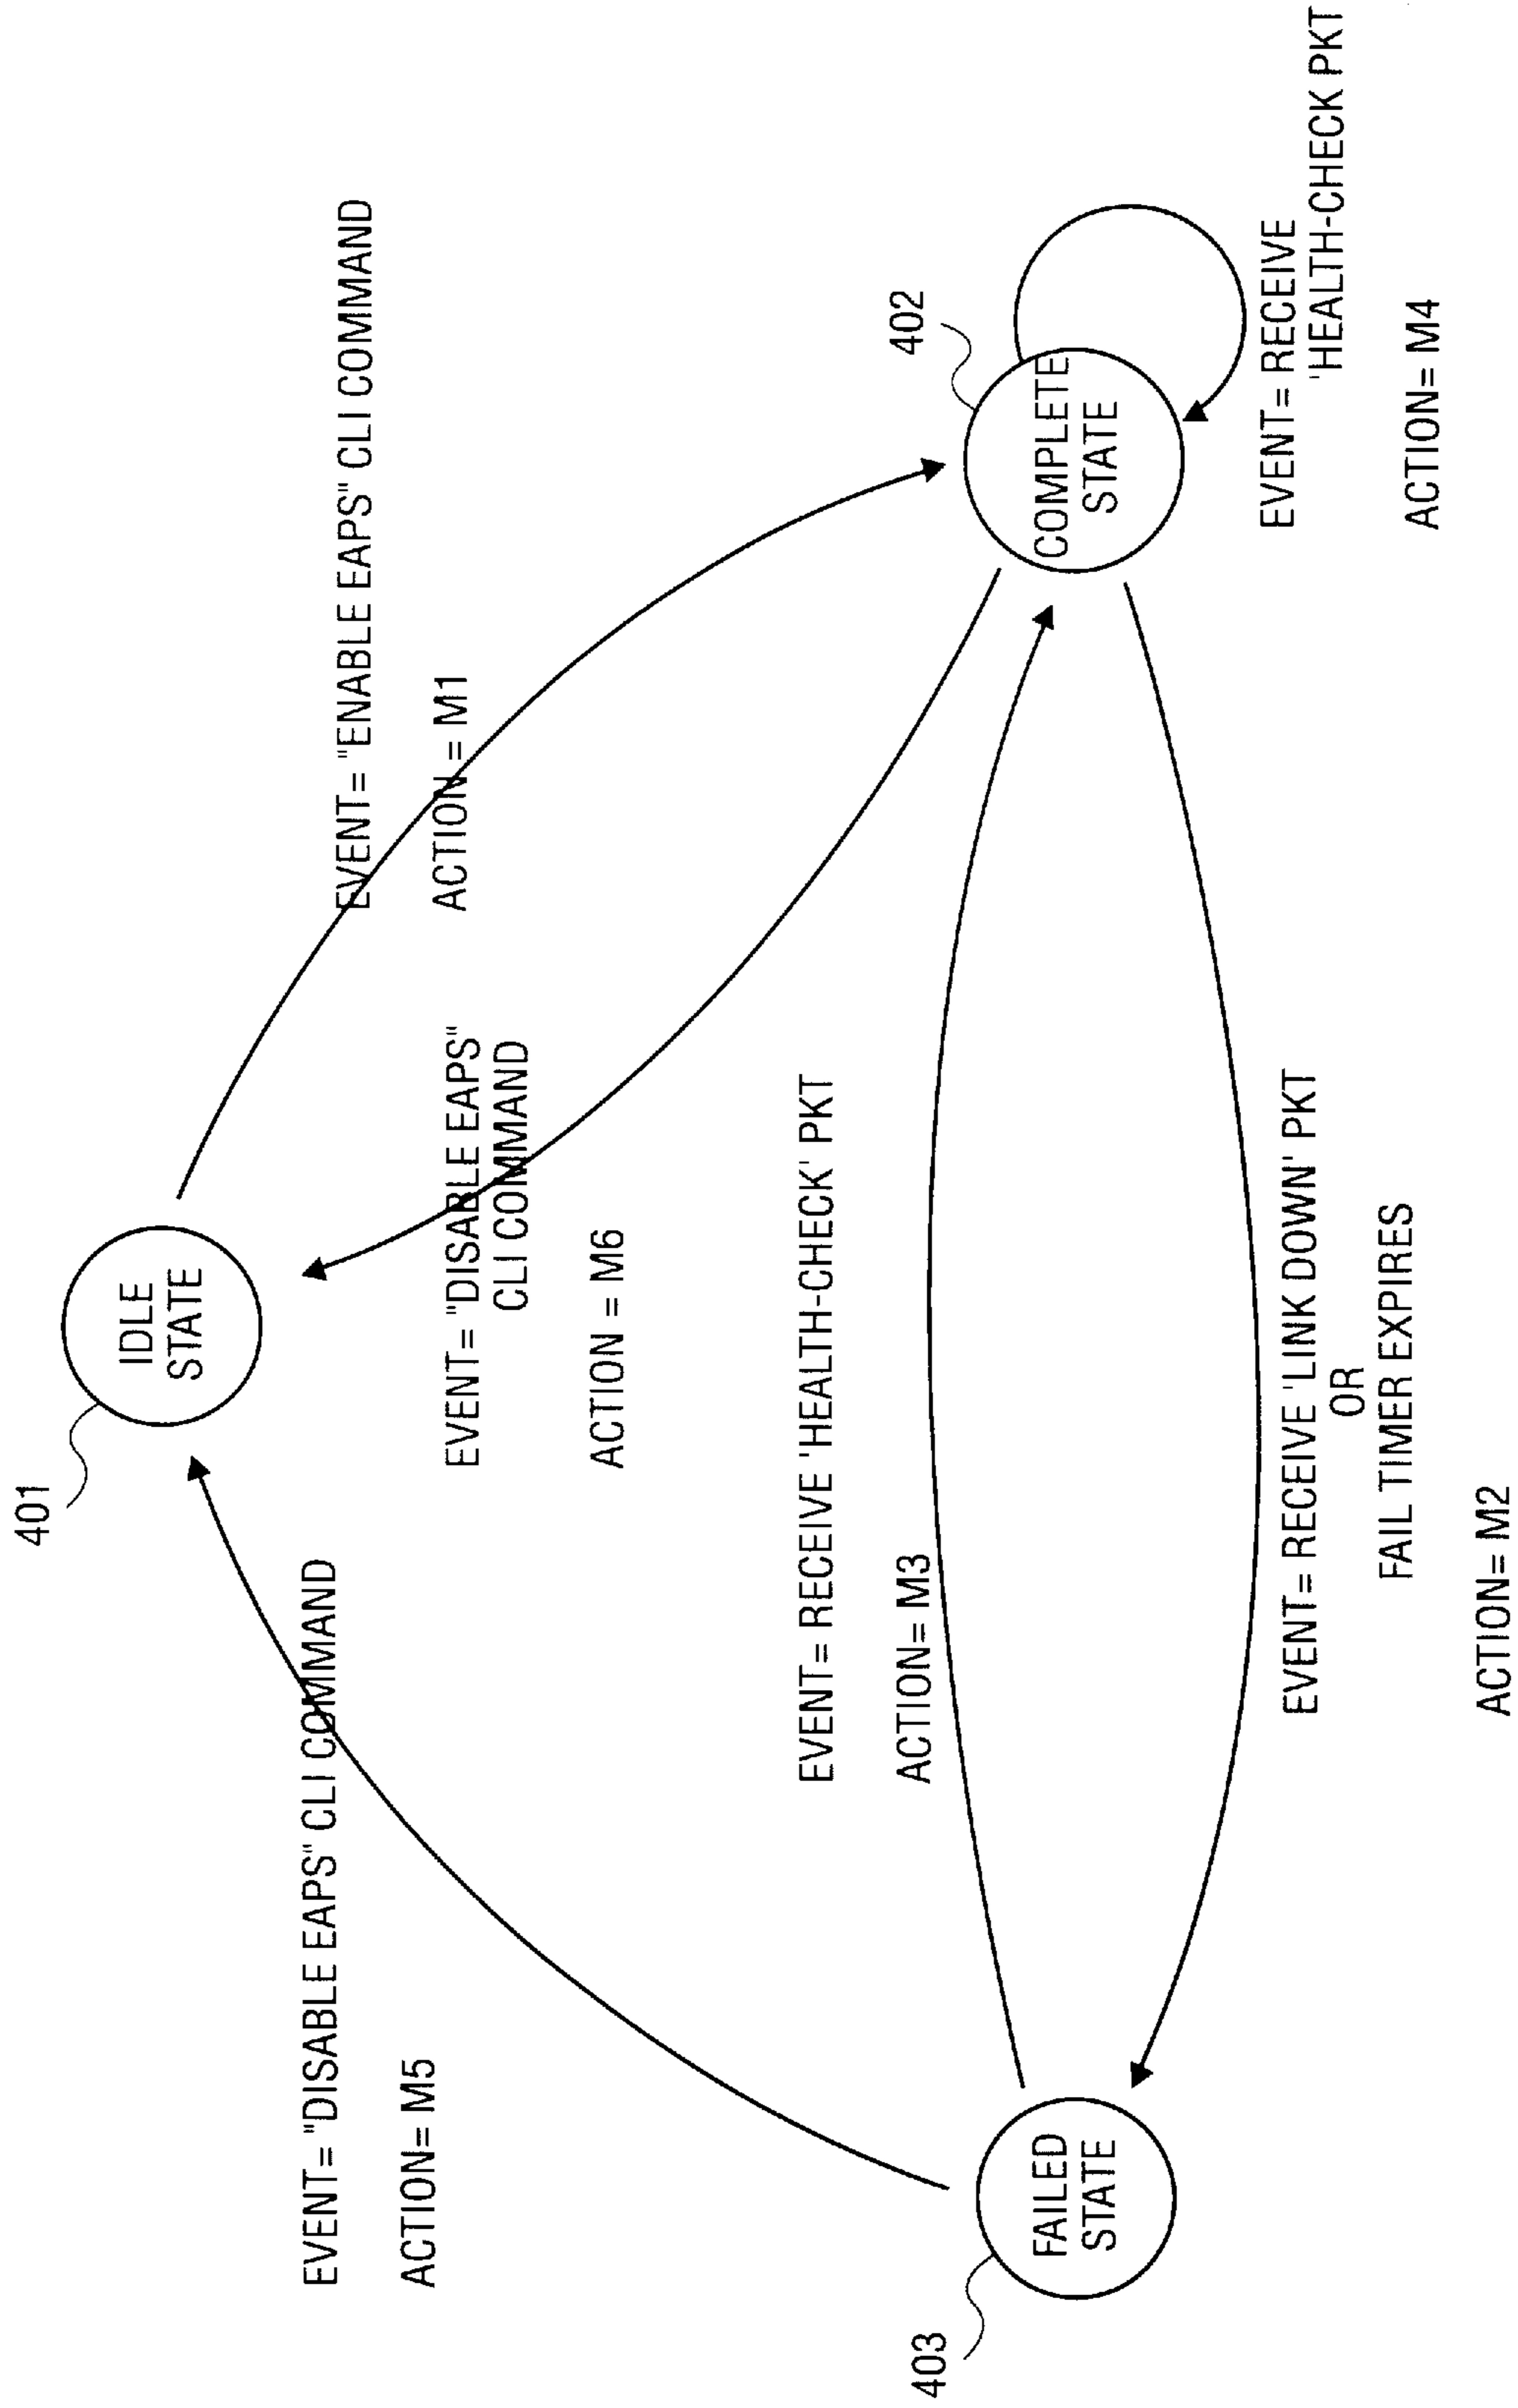 401
IDLE
STATE
EVENT= "ENABLE EAPS" CLI COMMAND
ACTION = M1
EVENT= "DISABLE EAPS" CLI COMMAND
ACTION= M5
EVENT= "DISABLE EAPS"
CLI COMMAND
ACTION = M6
EVENT= RECEIVE 'HEALTH-CHECK' PKT
ACTION= M3
402
COMPLETE
STATE
403
FAILED
STATE
EVENT= RECEIVE
'HEALTH-CHECK PKT
ACTION= M4
EVENT= RECEIVE 'LINK DOWN' PKT
OR
FAIL TIMER EXPIRES
ACTION= M2